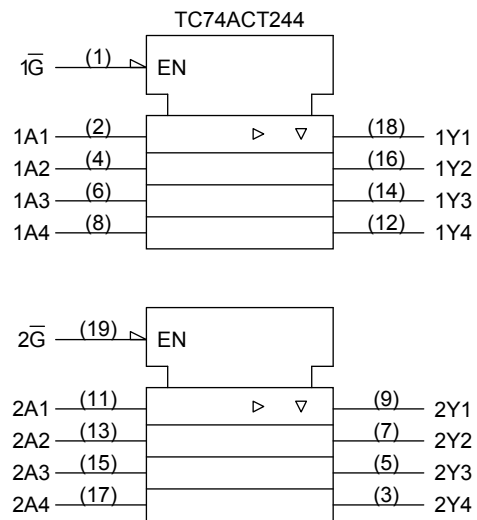 TC74ACT244
1G̅ (1) EN
1A1 (2) (18) 1Y1
1A2 (4) (16) 1Y2
1A3 (6) (14) 1Y3
1A4 (8) (12) 1Y4
2G̅ (19) EN
2A1 (11) (9) 2Y1
2A2 (13) (7) 2Y2
2A3 (15) (5) 2Y3
2A4 (17) (3) 2Y4